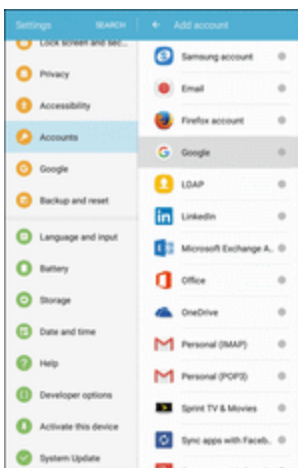 Settings
SEARCH
Lock screen and sec...
Privacy
Accessibility
Accounts
Google
Backup and reset
Language and input
Battery
Storage
Date and time
Help
Developer options
Activate this device
System Update
Add account
Samsung account
Email
Firefox account
Google
LDAP
LinkedIn
Microsoft Exchange A..
Office
OneDrive
Personal (IMAP)
Personal (POP3)
Sprint TV & Movies
Sync apps with Faceb..